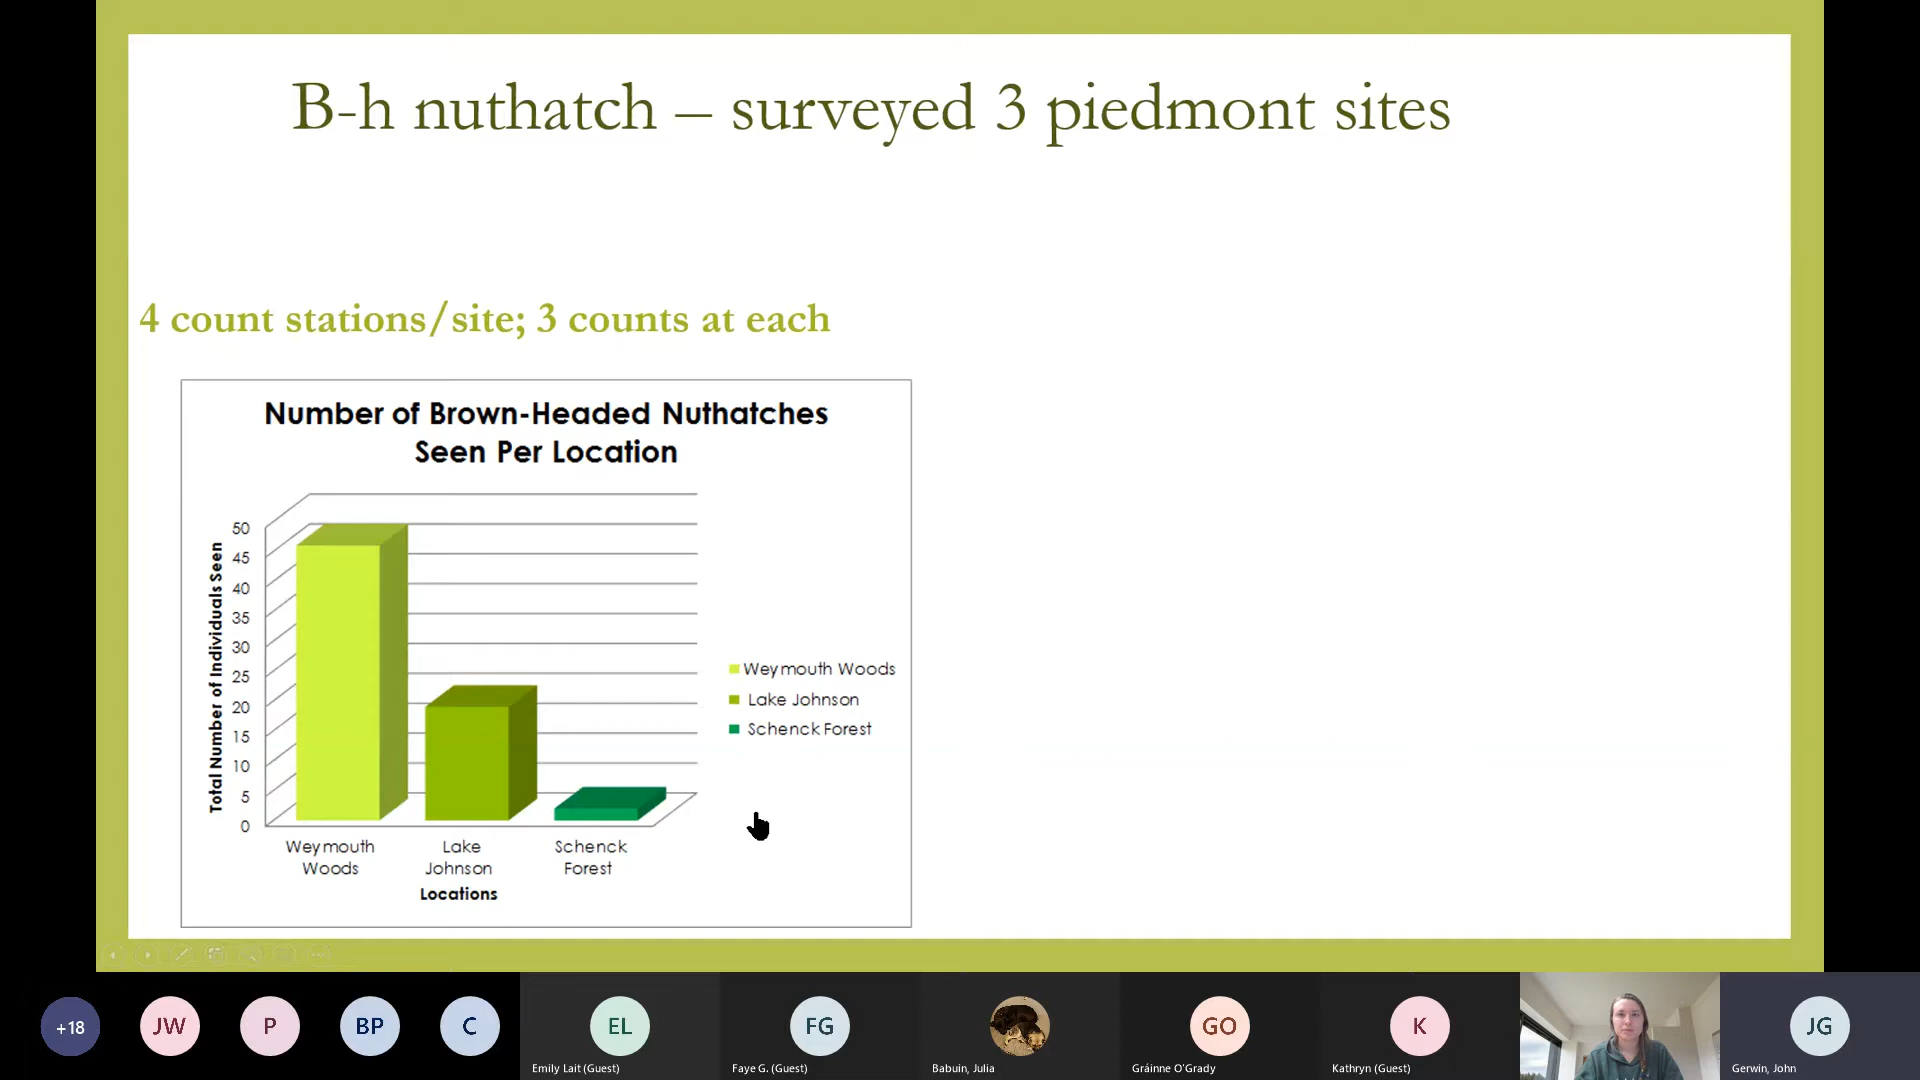 B-h nuthatch – surveyed 3 piedmont sites
4 count stations/site; 3 counts at each
Number of Brown-Headed Nuthatches
Seen Per Location
Total Number of Individuals Seen
50
45
40
35
30
25
20
15
10
5
0
Weymouth
Woods
Lake
Johnson
Schenck
Forest
Locations
Weymouth Woods
Lake Johnson
Schenck Forest
+18
JW
P
BP
C
EL
FG
GO
K
JG
Emily Lait (Guest)
Faye G. (Guest)
Babuin, Julia
Gráinne O'Grady
Kathryn (Guest)
Gerwin, John